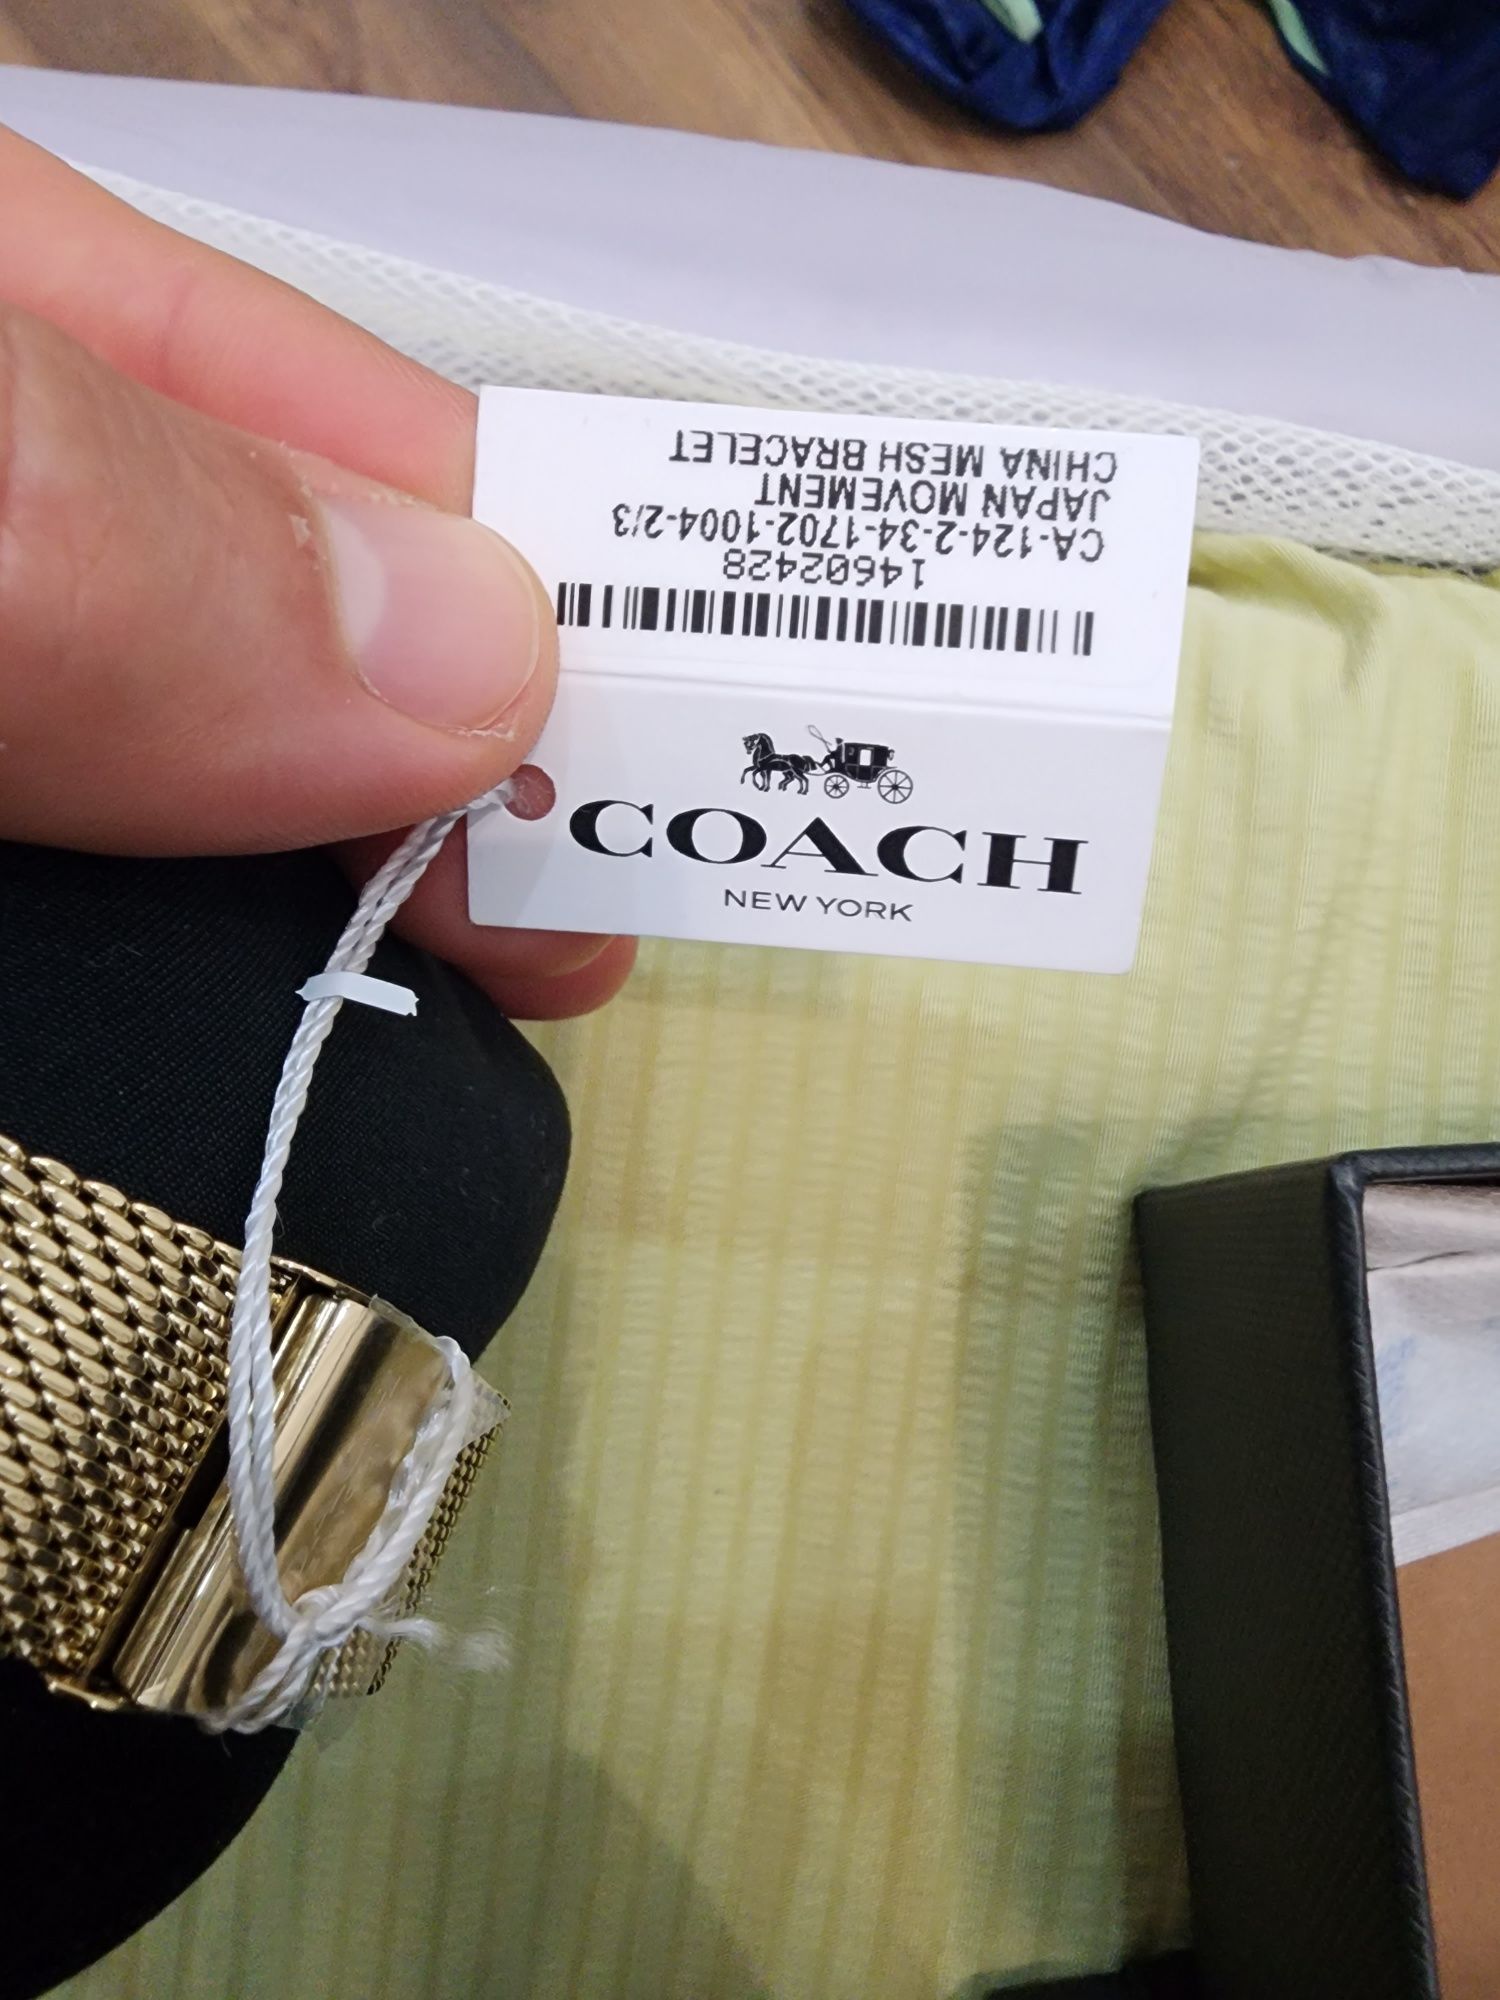 COACH
NEW YORK
14602428
CA-124-2-34-1702-1004-2/3
JAPAN MOVEMENT
CHINA MESH BRACELET